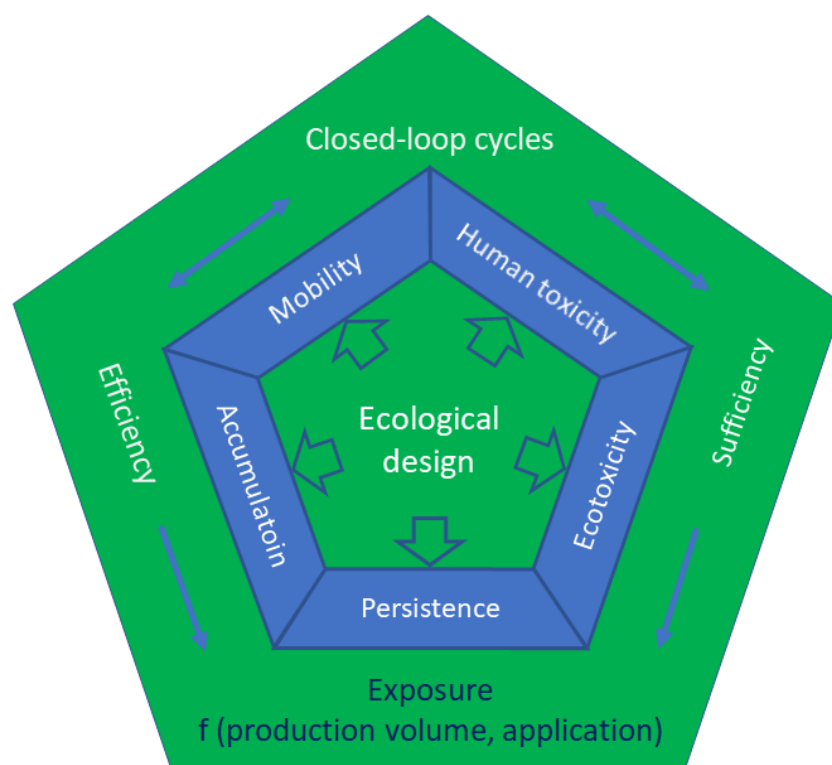 Closed-loop cycles
Mobility
Human toxicity
Efficiency
Accumulatoin
Ecological
design
Ecotoxicity
Sufficiency
Persistence
Exposure
f (production volume, application)